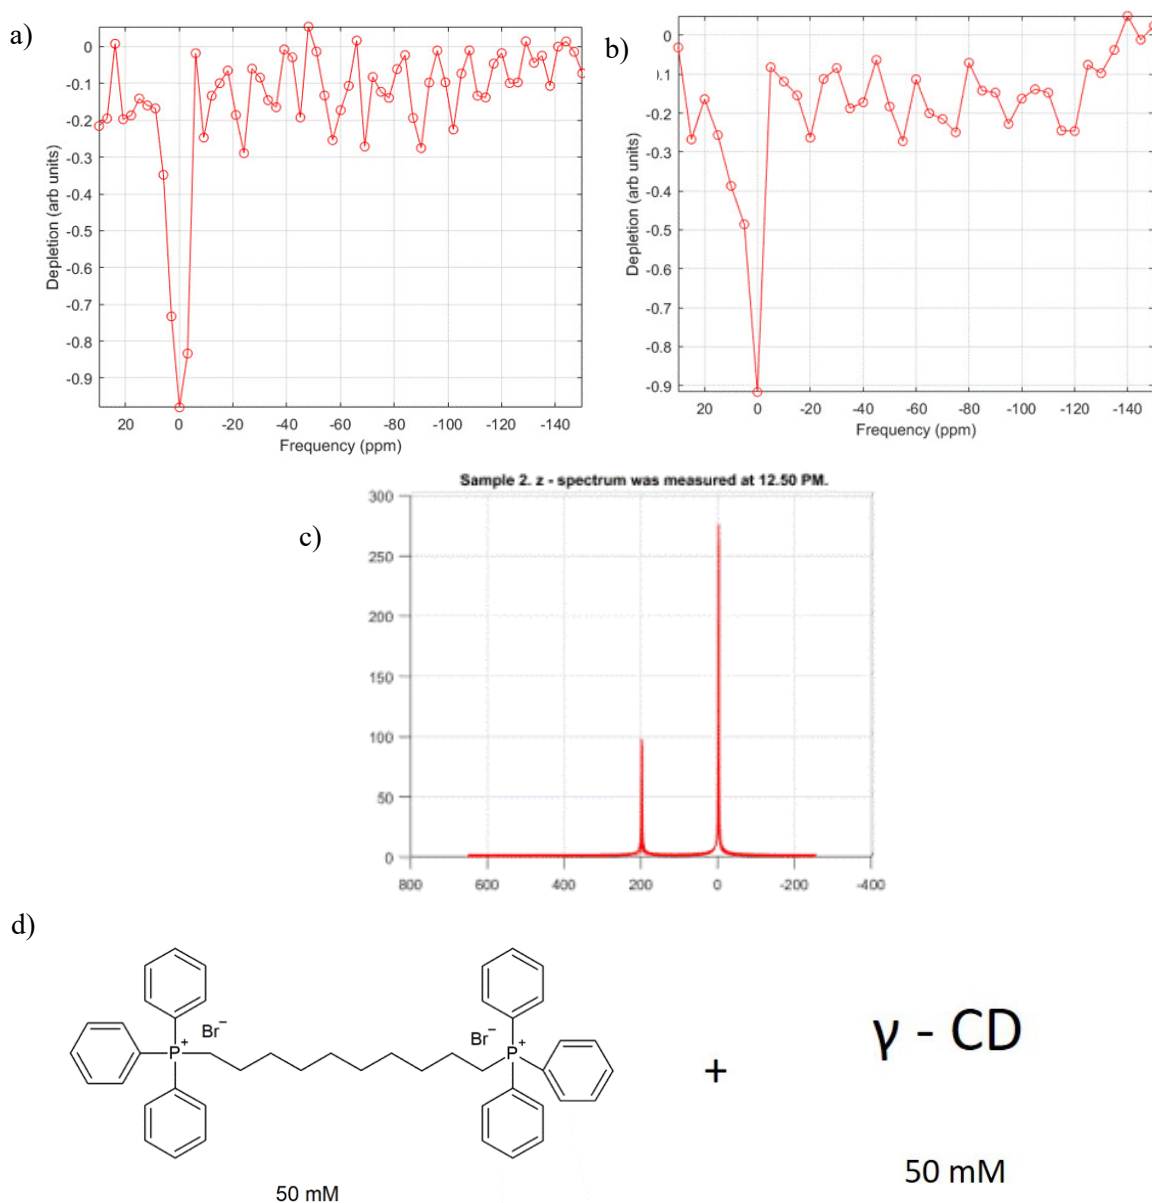 a)
0
-0.1
-0.2
-0.3
-0.4
-0.5
-0.6
-0.7
-0.8
-0.9
Depletion (arb units)
20 0 -20 -40 -60 -80 -100 -120 -140
Frequency (ppm)
b)
0
0.1
-0.2
-0.3
-0.4
-0.5
-0.6
-0.7
-0.8
-0.9
Depletion (arb units)
20 0 -20 -40 -60 -80 -100 -120 -140
Frequency (ppm)
c)
Sample 2. z - spectrum was measured at 12.50 PM.
300
250
200
150
100
50
0
800 600 400 200 0 -200 -400
d)
P+ Br− Br− P+
50 mM
+
γ - CD
50 mM